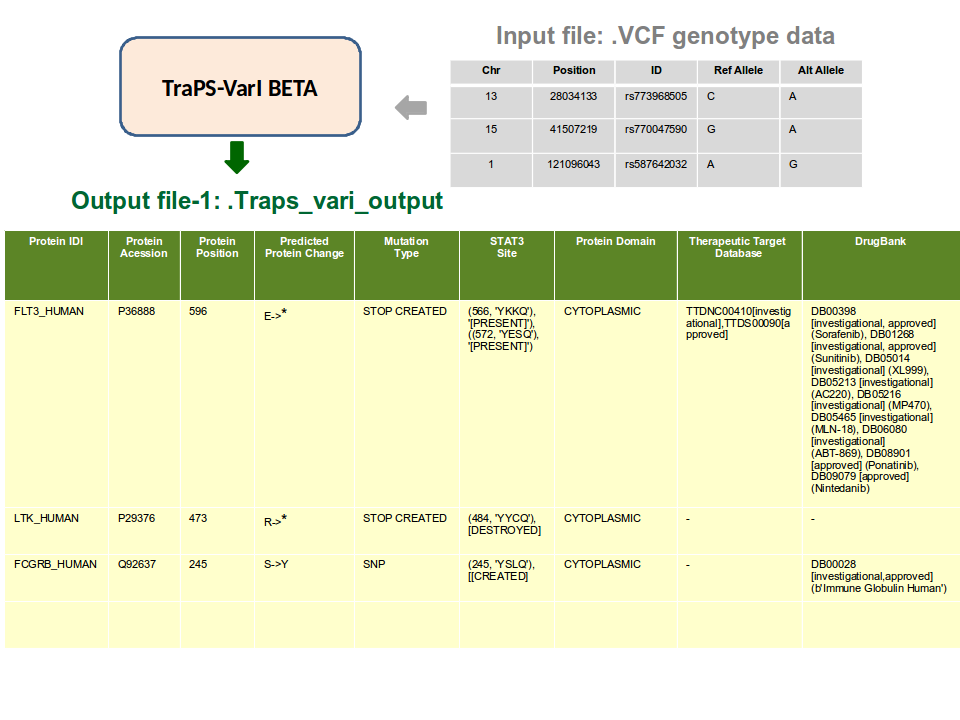 Input file: .VCF genotype data
TraPS-VarI BETA
Chr Position ID Ref Allele Alt Allele
13 28034133 rs773968505 C A
15 41507219 rs770047590 G A
1 121096043 rs587642032 A G
Output file-1: .Traps_vari_output
Protein IDI Protein Predicted Mutation STAT3 Protein Domain Therapeutic Target DrugBank
Protein
Acession Position Protein Change Type Site Database
FLT3_HUMAN P36888 596 E->* STOP CREATED (566, 'YKKQ'), CYTOPLASMIC TTDNC00410[investig DB00398
'[PRESENT]'), ational],TTDS00090[a [investigational, approved]
((572, 'YESQ'), pproved] (Sorafenib), DB01268
'[PRESENT]') [investigational, approved]
(Sunitinib), DB05014
[investigational] (XL999),
DB05213 [investigational]
(AC220), DB05216
[investigational] (MP470),
DB05465 [investigational]
(MLN-18), DB06080
[investigational]
(ABT-869), DB08901
[approved] (Ponatinib),
DB09079 [approved]
(Nintedanib)
LTK_HUMAN P29376 473 R->* STOP CREATED (484, 'YYCQ'), CYTOPLASMIC - -
[DESTROYED]
FCGRB_HUMAN Q92637 245 S->Y SNP (245, 'YSLQ'), CYTOPLASMIC - DB00028
[[CREATED] [investigational,approved]
(b'Immune Globulin Human')